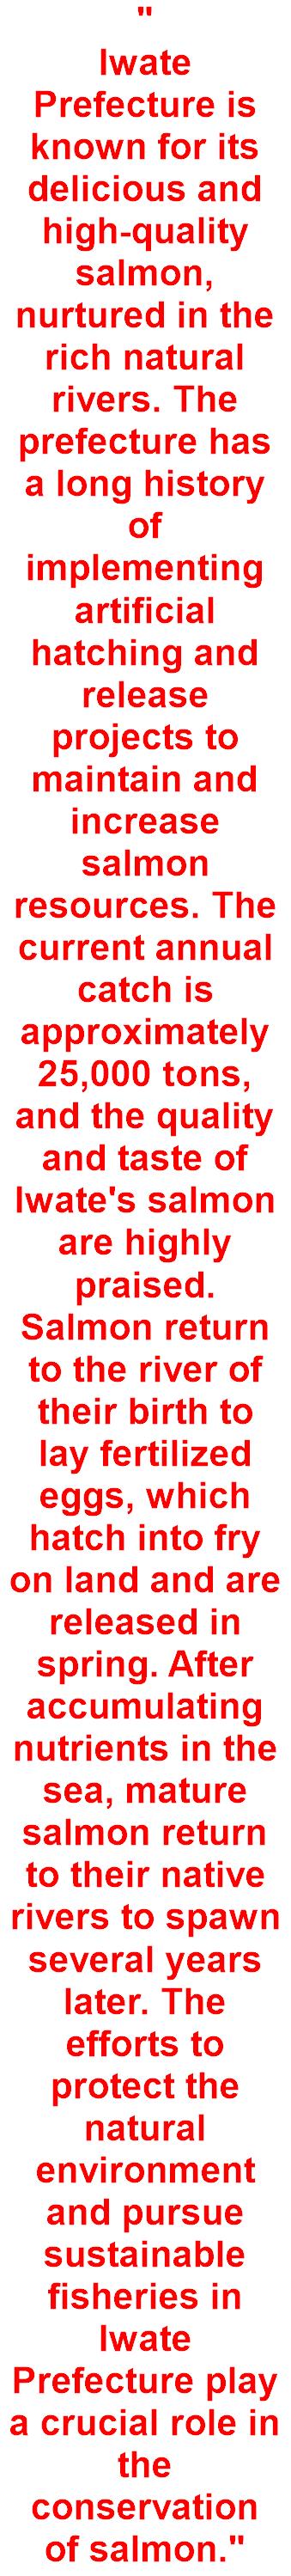 "
Iwate
Prefecture is
known for its
delicious and
high-quality
salmon,
nurtured in the
rich natural
rivers. The
prefecture has
a long history
of
implementing
artificial
hatching and
release
projects to
maintain and
increase
salmon
resources. The
current annual
catch is
approximately
25,000 tons,
and the quality
and taste of
Iwate's salmon
are highly
praised.
Salmon return
to the river of
their birth to
lay fertilized
eggs, which
hatch into fry
on land and are
released in
spring. After
accumulating
nutrients in the
sea, mature
salmon return
to their native
rivers to spawn
several years
later. The
efforts to
protect the
natural
environment
and pursue
sustainable
fisheries in
Iwate
Prefecture play
a crucial role in
the
conservation
of salmon."